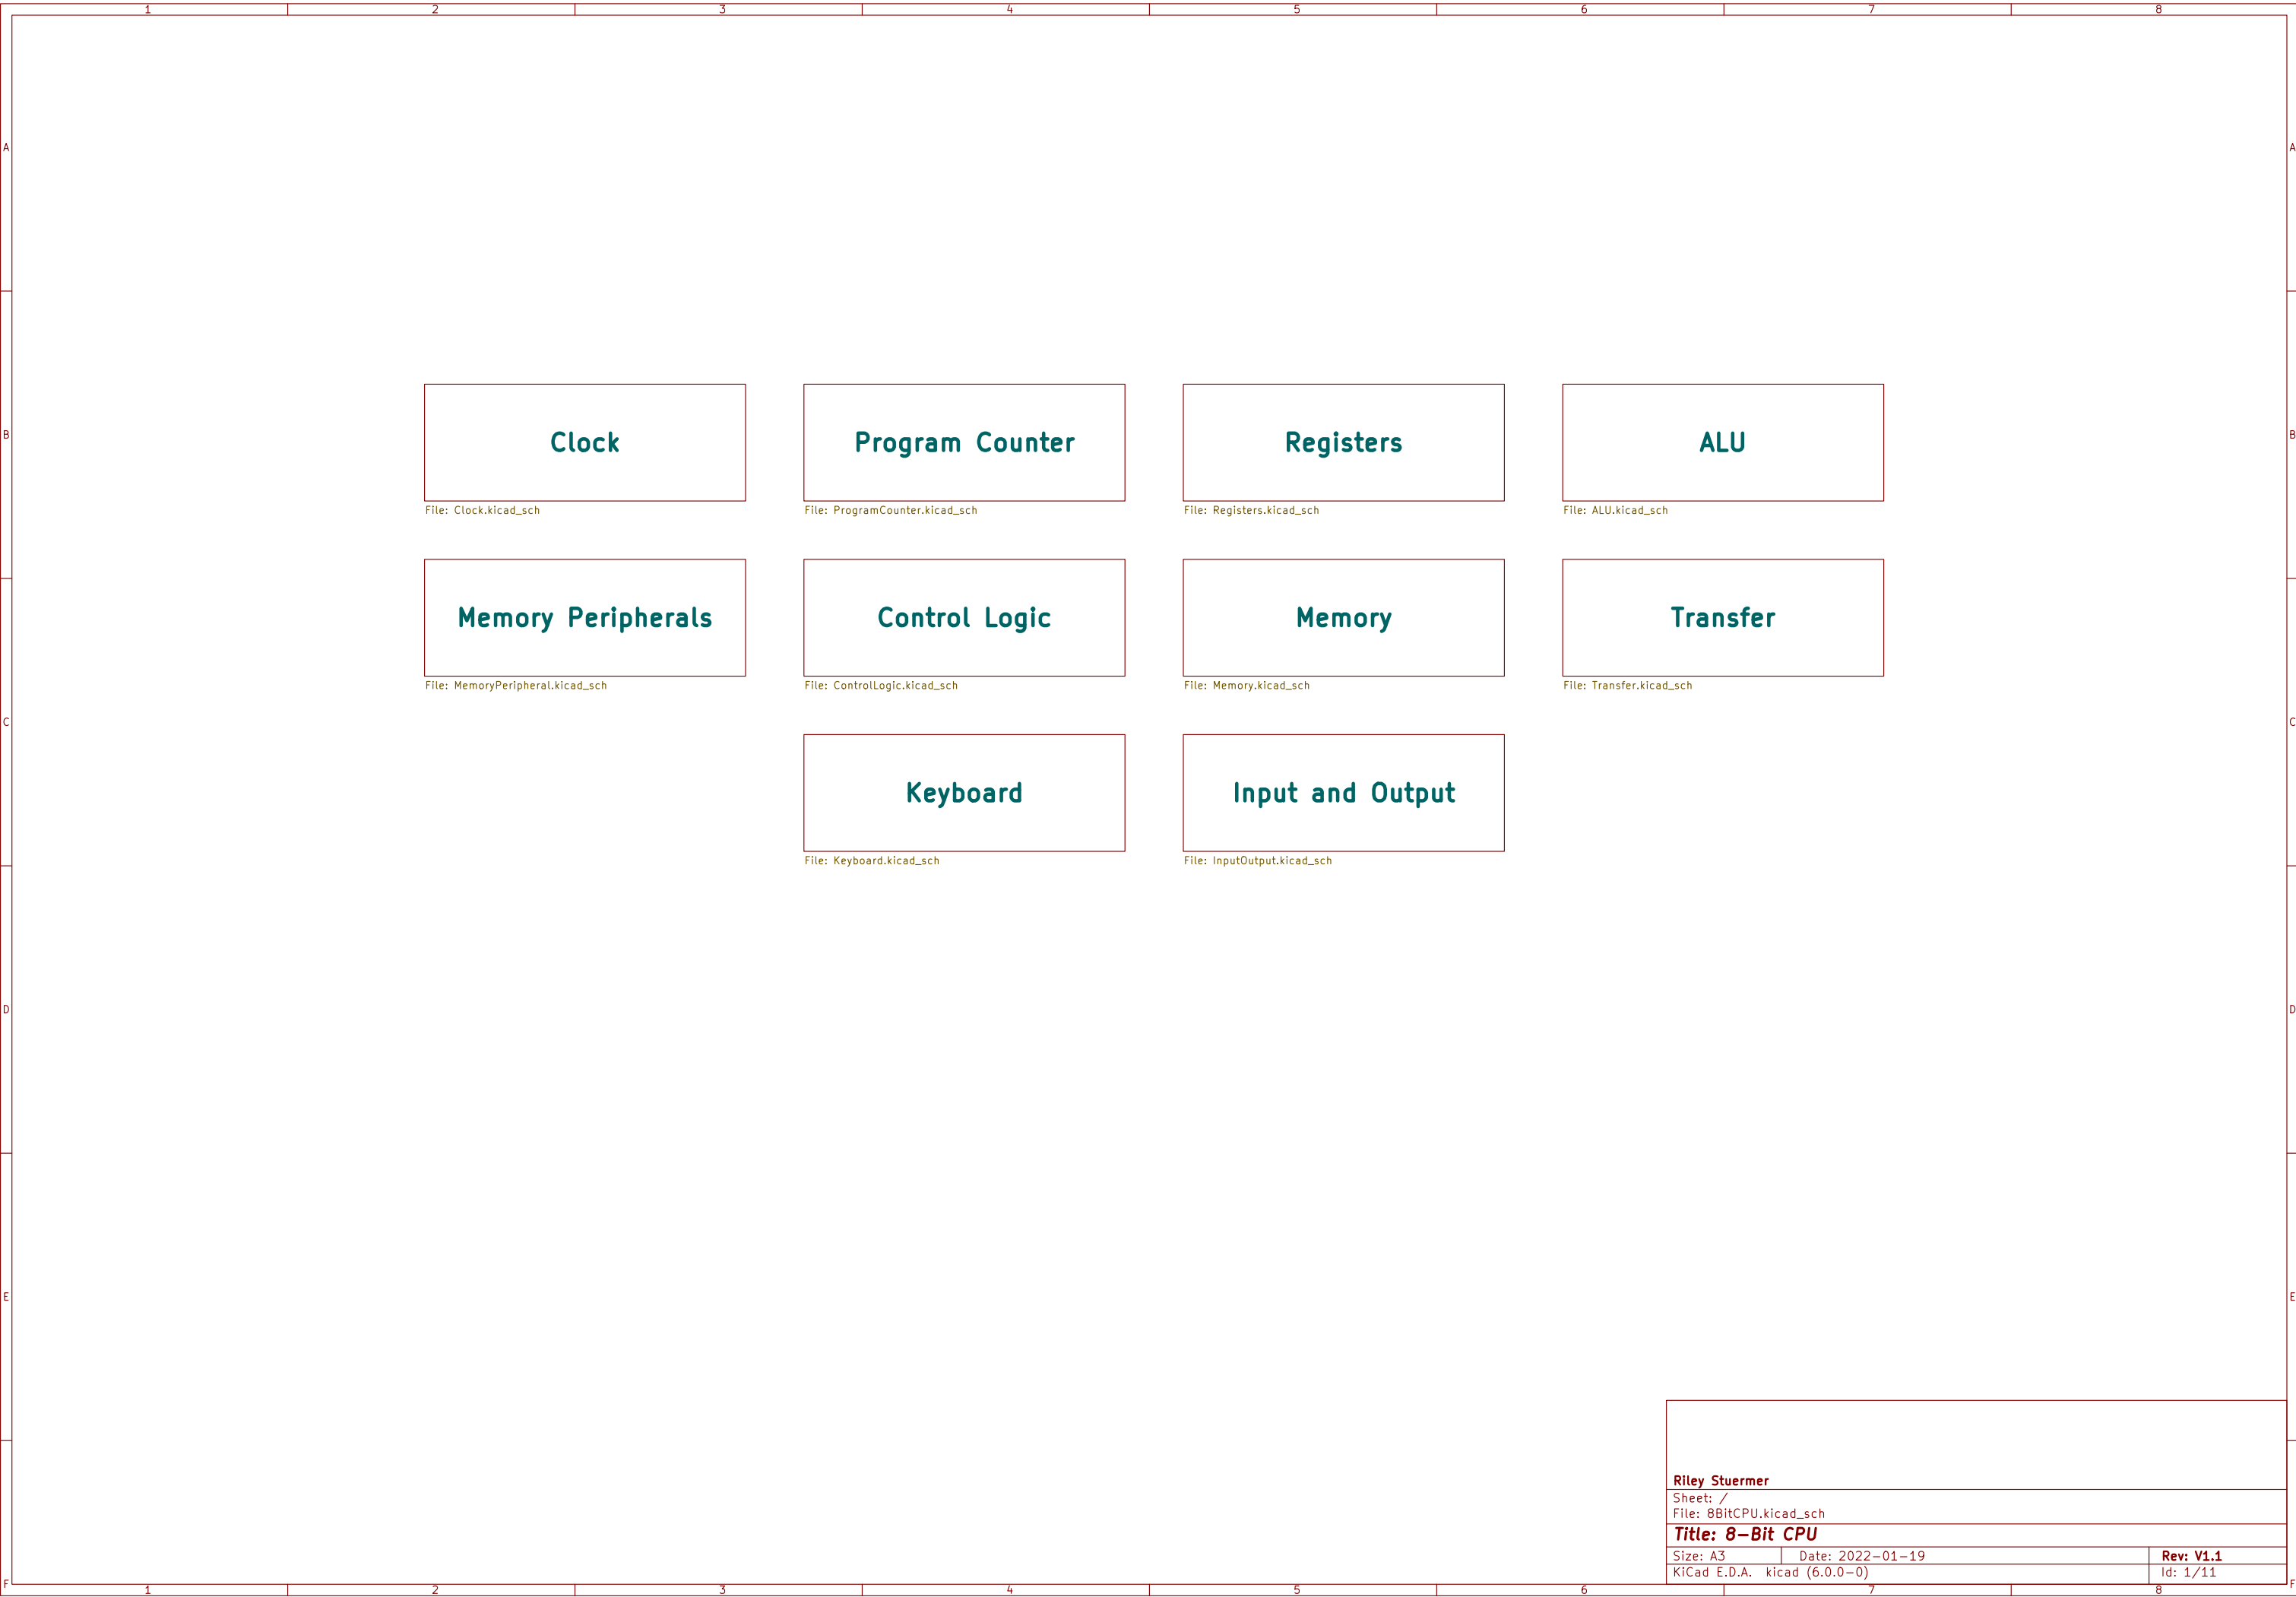 1 2 3 4 5 6 7 8
A A
Clock Program Counter Registers ALU
B B
File: Clock.kicad_sch File: ProgramCounter.kicad_sch File: Registers.kicad_sch File: ALU.kicad_sch
Memory Peripherals Control Logic Memory Transfer
File: MemoryPeripheral.kicad_sch File: ControlLogic.kicad_sch File: Memory.kicad_sch File: Transfer.kicad_sch
C C
Keyboard Input and Output
File: Keyboard.kicad_sch File: InputOutput.kicad_sch
D D
E E
Riley Stuermer
Sheet: /
File: 8BitCPU.kicad_sch
Title: 8-Bit CPU
Size: A3 Date: 2022-01-19 Rev: V1.1
KiCad E.D.A. kicad (6.0.0-0) Id: 1/11
F F
1 2 3 4 5 6 7 8